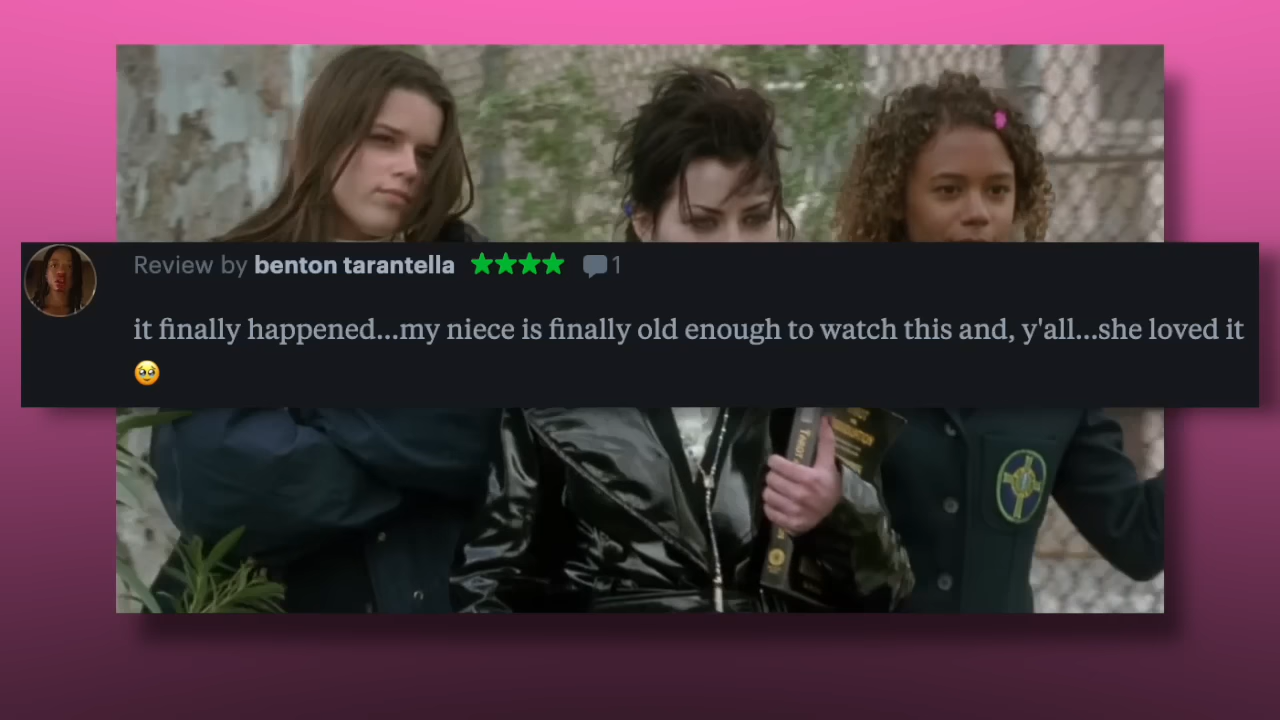 Review by benton tarantella ★★★★ 1
it finally happened...my niece is finally old enough to watch this and, y'all...she loved it
🥹